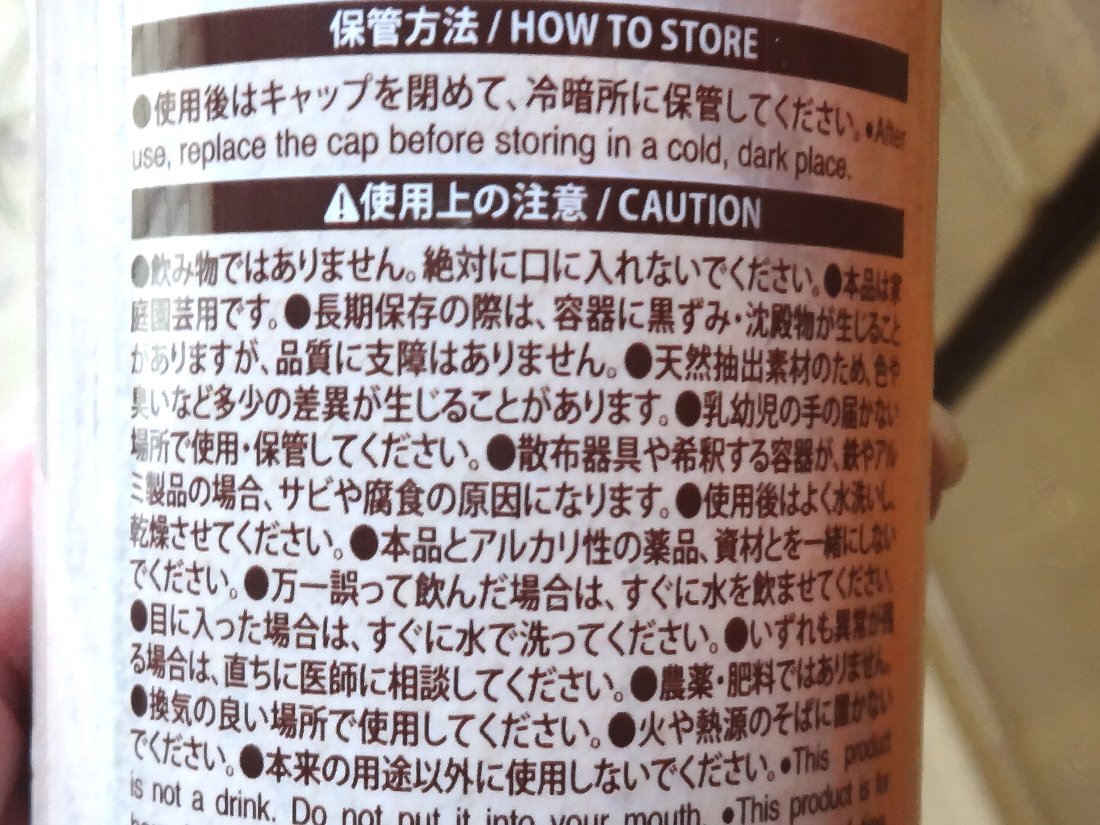 保管方法 / HOW TO STORE
●使用後はキャップを閉めて、冷暗所に保管してください。●After
use, replace the cap before storing in a cold, dark place.
⚠使用上の注意 / CAUTION
●飲み物ではありません。絶対に口に入れないでください。●本品は家
庭園芸用です。●長期保存の際は、容器に黒ずみ・沈殿物が生じること
がありますが、品質に支障はありません。●天然抽出素材のため、色や
臭いなど多少の差異が生じることがあります。●乳幼児の手の届かない
場所で使用・保管してください。●散布器具や希釈する容器が、鉄やアル
ミ製品の場合、サビや腐食の原因になります。●使用後はよく水洗いし、
乾燥させてください。●本品とアルカリ性の薬品、資材とを一緒にしない
でください。●万一誤って飲んだ場合は、すぐに水を飲ませてください。
●目に入った場合は、すぐに水で洗ってください。●いずれも異常が残
る場合は、直ちに医師に相談してください。●農薬・肥料ではありません。
●換気の良い場所で使用してください。●火や熱源のそばに置かない
でください。●本来の用途以外に使用しないでください。●This product
is not a drink. Do not put it into your mouth. ●This product is for